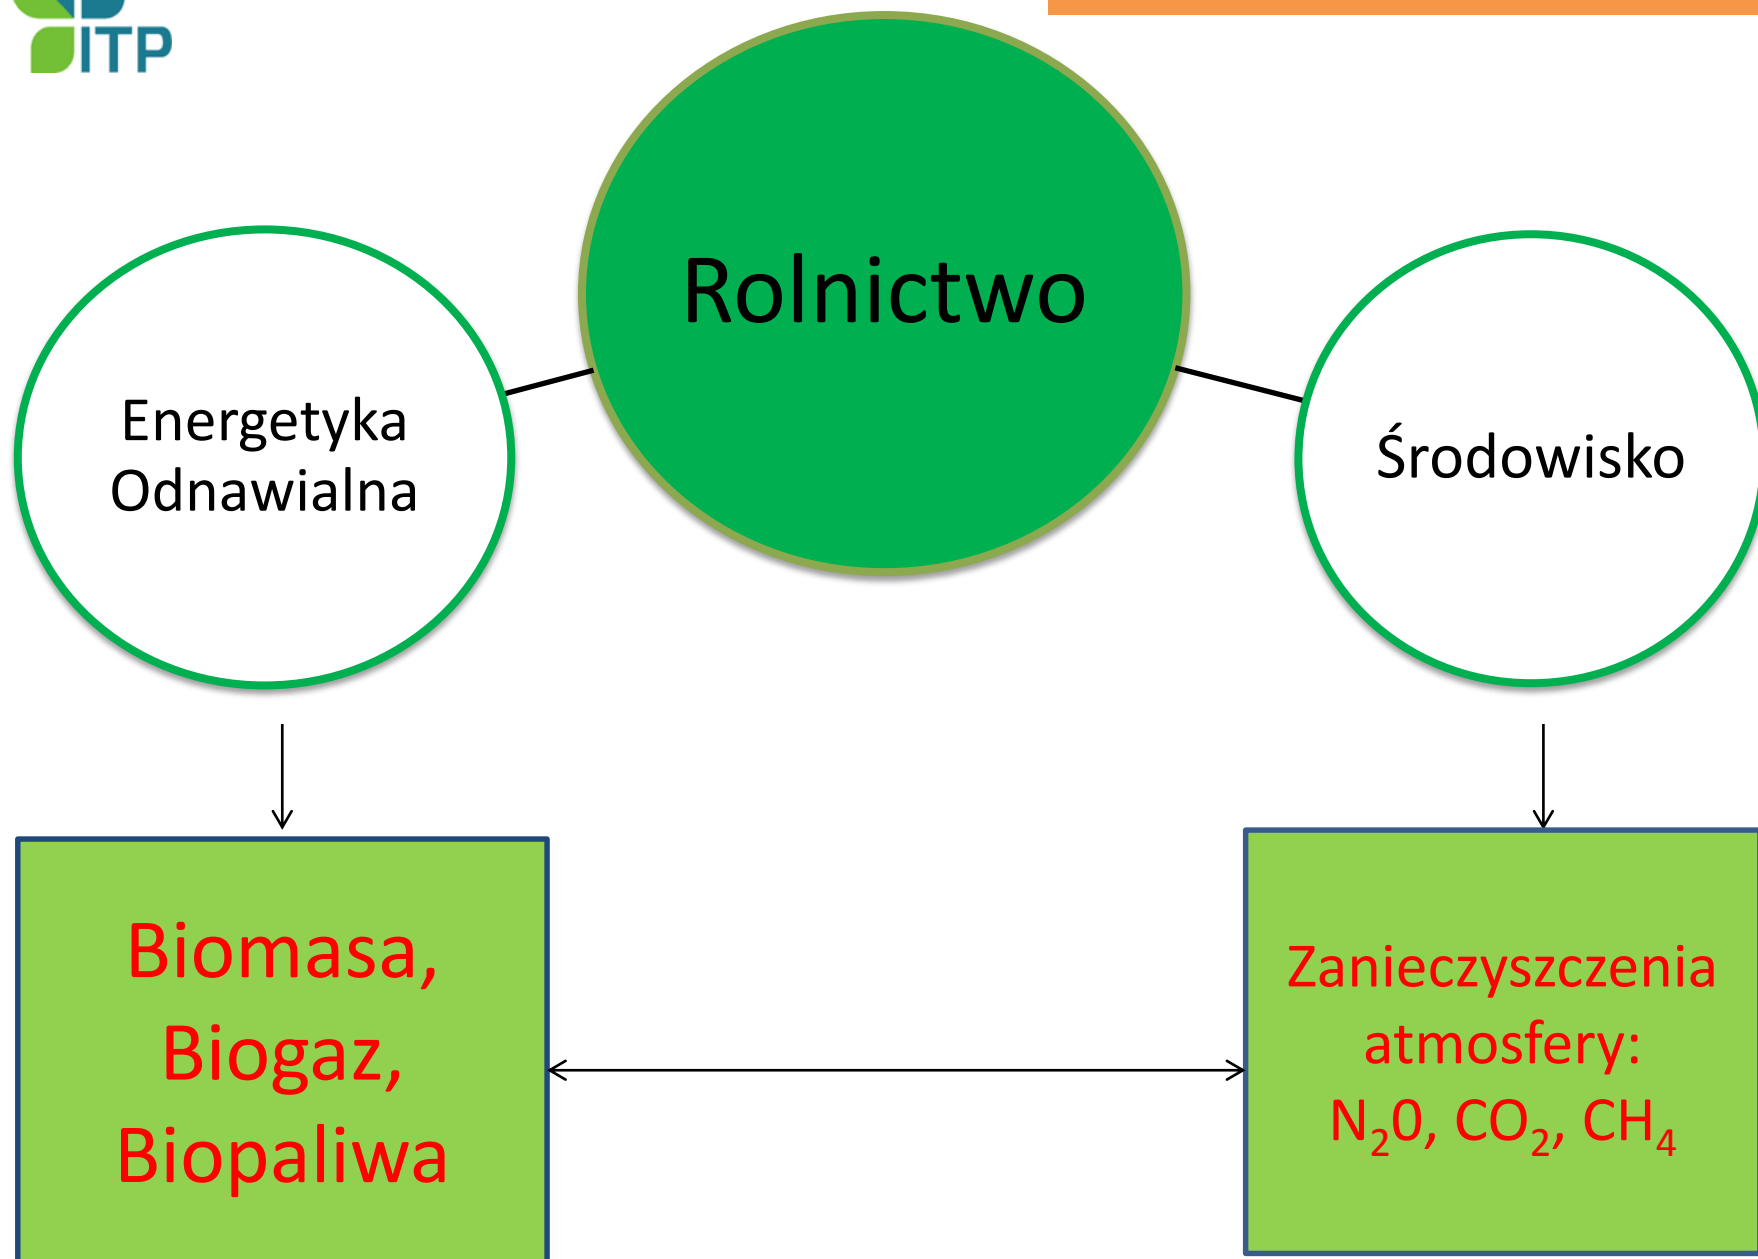 ITP
Rolnictwo
Energetyka
Odnawialna
Środowisko
Biomasa,
Biogaz,
Biopaliwa
Zanieczyszczenia
atmosfery:
N₂0, CO₂, CH₄